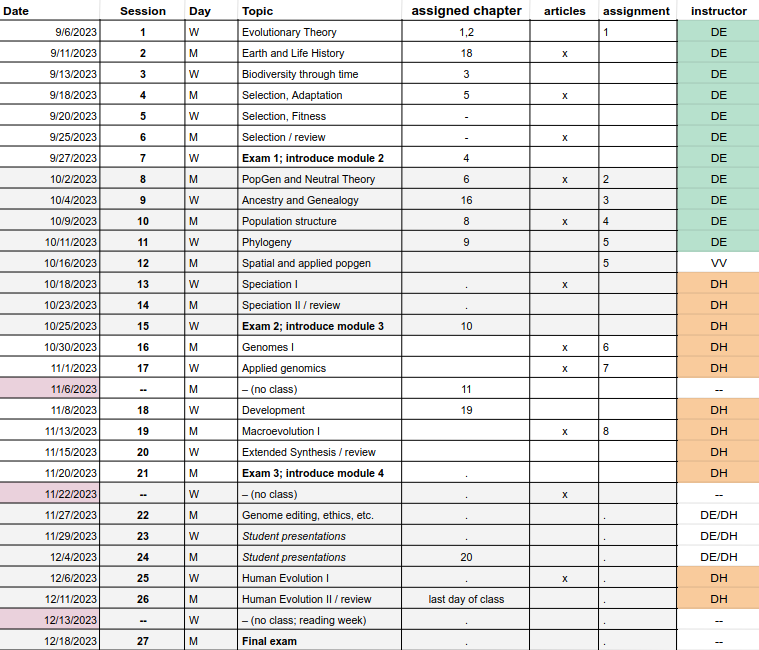 Date Session Day Topic assigned chapter articles assignment instructor
9/6/2023 1 W Evolutionary Theory 1,2 1 DE
9/11/2023 2 M Earth and Life History 18 x DE
9/13/2023 3 W Biodiversity through time 3 DE
9/18/2023 4 M Selection, Adaptation 5 x DE
9/20/2023 5 W Selection, Fitness - DE
9/25/2023 6 M Selection / review - x DE
9/27/2023 7 W Exam 1; introduce module 2 4 DE
10/2/2023 8 M PopGen and Neutral Theory 6 x 2 DE
10/4/2023 9 W Ancestry and Genealogy 16 3 DE
10/9/2023 10 M Population structure 8 x 4 DE
10/11/2023 11 W Phylogeny 9 5 DE
10/16/2023 12 M Spatial and applied popgen 5 VV
10/18/2023 13 W Speciation I . x DH
10/23/2023 14 M Speciation II / review . DH
10/25/2023 15 W Exam 2; introduce module 3 10 DH
10/30/2023 16 M Genomes I x 6 DH
11/1/2023 17 W Applied genomics x 7 DH
11/6/2023 -- M – (no class) 11 --
11/8/2023 18 W Development 19 DH
11/13/2023 19 M Macroevolution I x 8 DH
11/15/2023 20 W Extended Synthesis / review DH
11/20/2023 21 M Exam 3; introduce module 4 . DH
11/22/2023 -- W – (no class) . x --
11/27/2023 22 M Genome editing, ethics, etc. . . DE/DH
11/29/2023 23 W Student presentations . . DE/DH
12/4/2023 24 M Student presentations 20 . DE/DH
12/6/2023 25 W Human Evolution I . x . DH
12/11/2023 26 M Human Evolution II / review last day of class . DH
12/13/2023 -- W – (no class; reading week) . . --
12/18/2023 27 M Final exam . . --